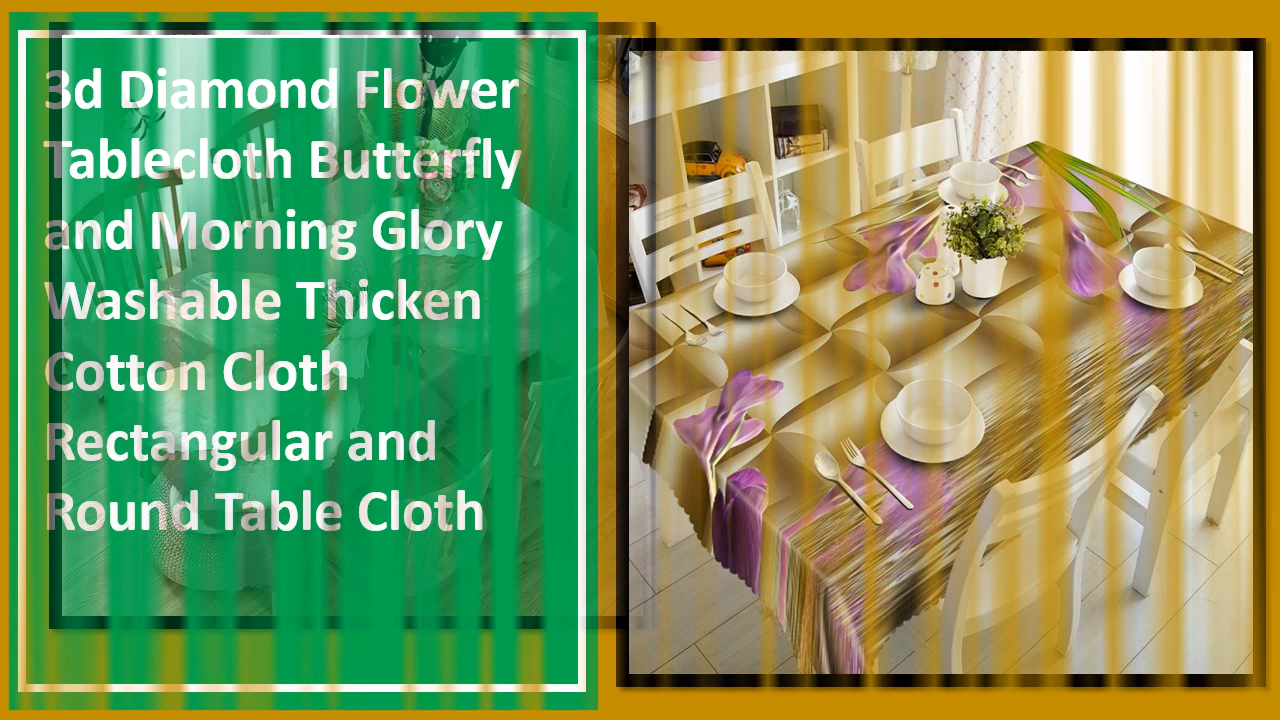 3d Diamond Flower
Tablecloth Butterfly
and Morning Glory
Washable Thicken
Cotton Cloth
Rectangular and
Round Table Cloth